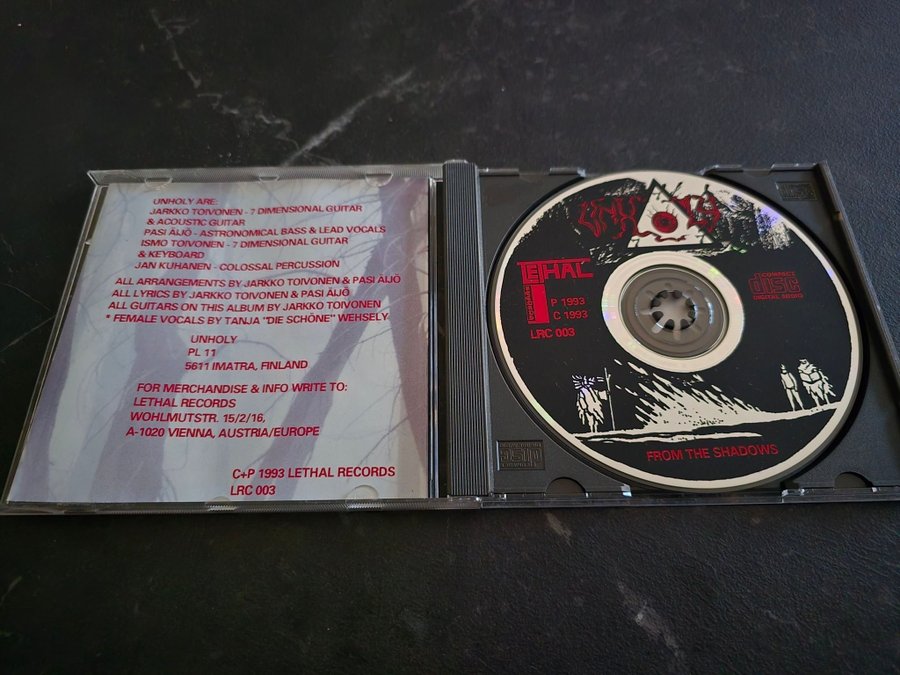 UNHOLY ARE:
JARKKO TOIVONEN - 7 DIMENSIONAL GUITAR
& ACOUSTIC GUITAR
PASI ÄIJÖ - ASTRONOMICAL BASS & LEAD VOCALS
ISMO TOIVONEN - 7 DIMENSIONAL GUITAR
& KEYBOARD
JAN KUHANEN - COLOSSAL PERCUSSION
ALL ARRANGEMENTS BY JARKKO TOIVONEN & PASI ÄIJÖ
ALL LYRICS BY JARKKO TOIVONEN & PASI ÄIJÖ
ALL GUITARS ON THIS ALBUM BY JARKKO TOIVONEN
* FEMALE VOCALS BY TANJA "DIE SCHÖNE" WEHSELY
UNHOLY
PL 11
5611 IMATRA, FINLAND
FOR MERCHANDISE & INFO WRITE TO:
LETHAL RECORDS
WOHLMUTSTR. 15/2/16,
A-1020 VIENNA, AUSTRIA/EUROPE
C+P 1993 LETHAL RECORDS
LRC 003
UNHOLY
LETHAL
RECORDS
P 1993
C 1993
LRC 003
COMPACT
DISC
DIGITAL AUDIO
FROM THE SHADOWS